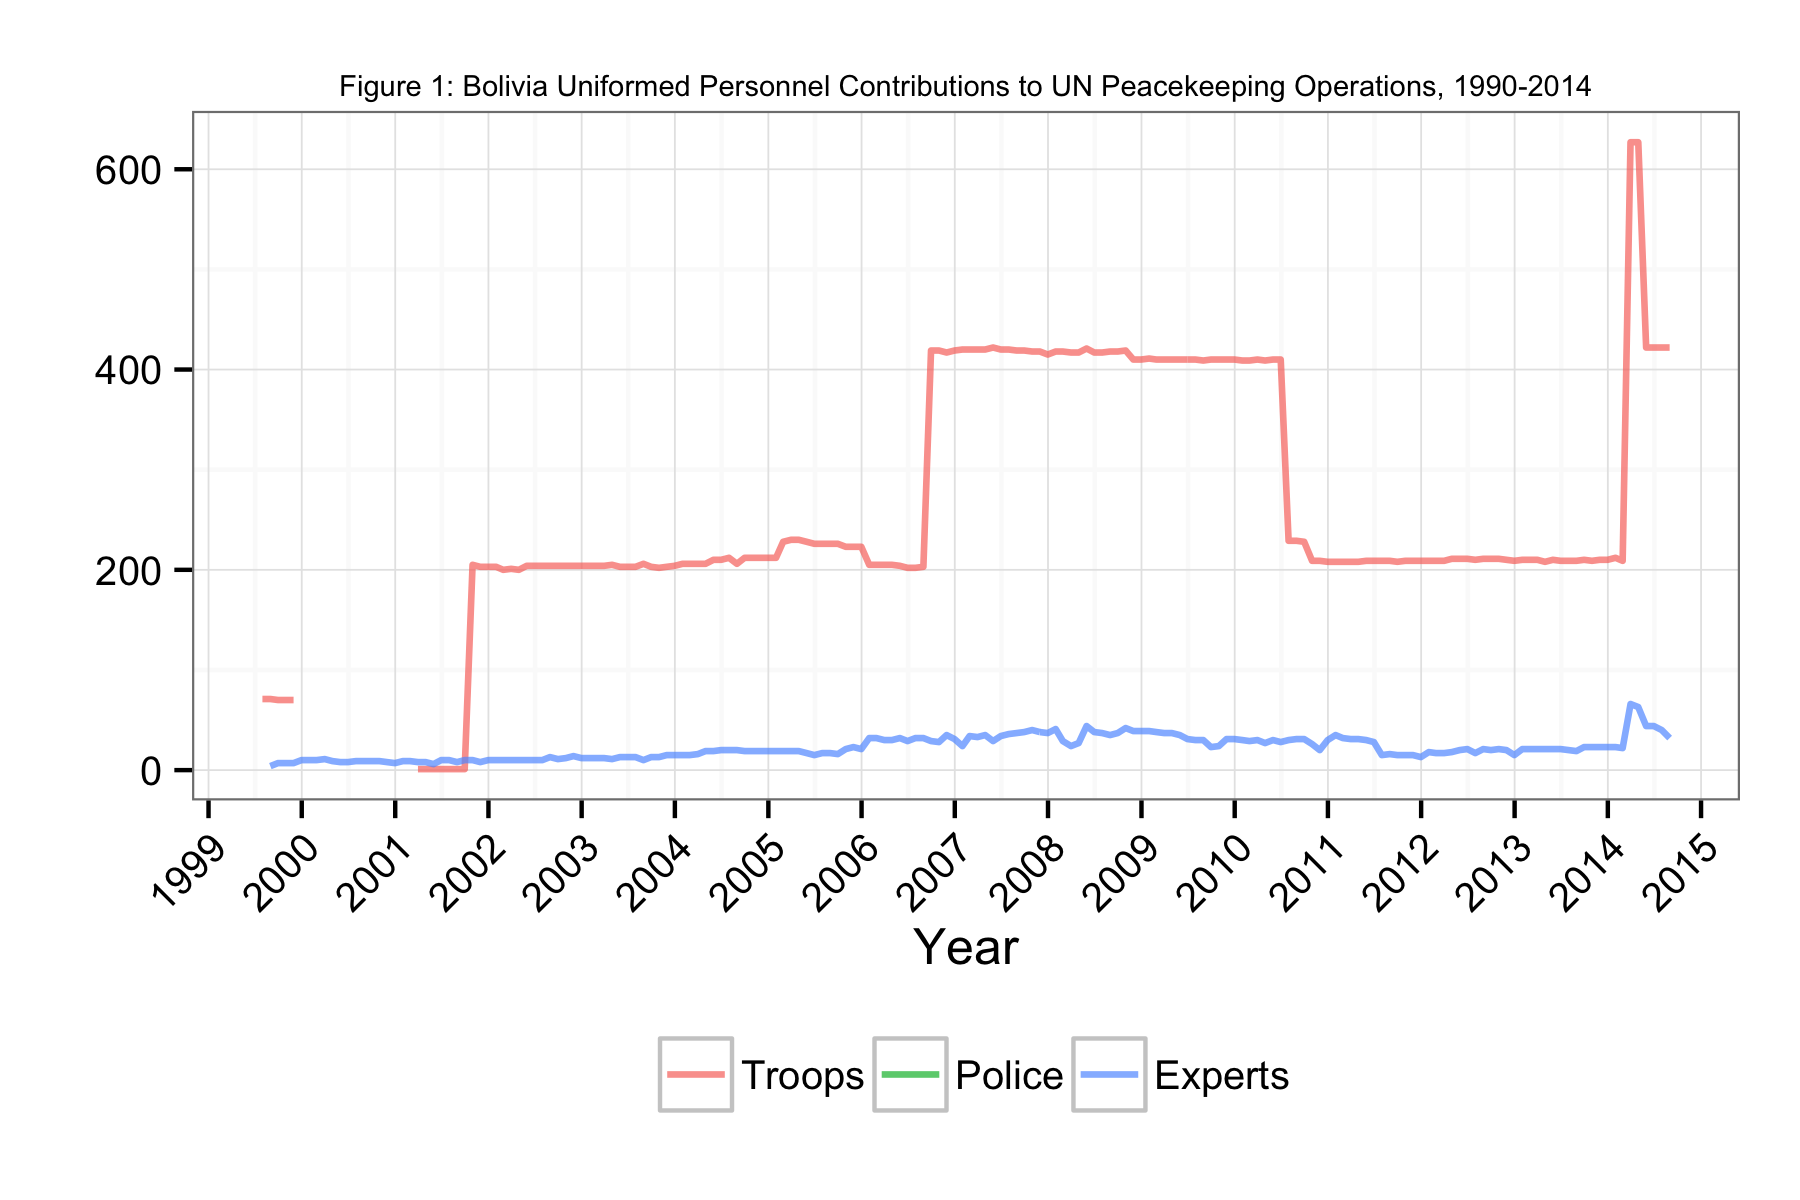 Figure 1: Bolivia Uniformed Personnel Contributions to UN Peacekeeping Operations, 1990-2014
600
400
200
0
1999 2000 2001 2002 2003 2004 2005 2006 2007 2008 2009 2010 2011 2012 2013 2014 2015
Year
Troops Police Experts